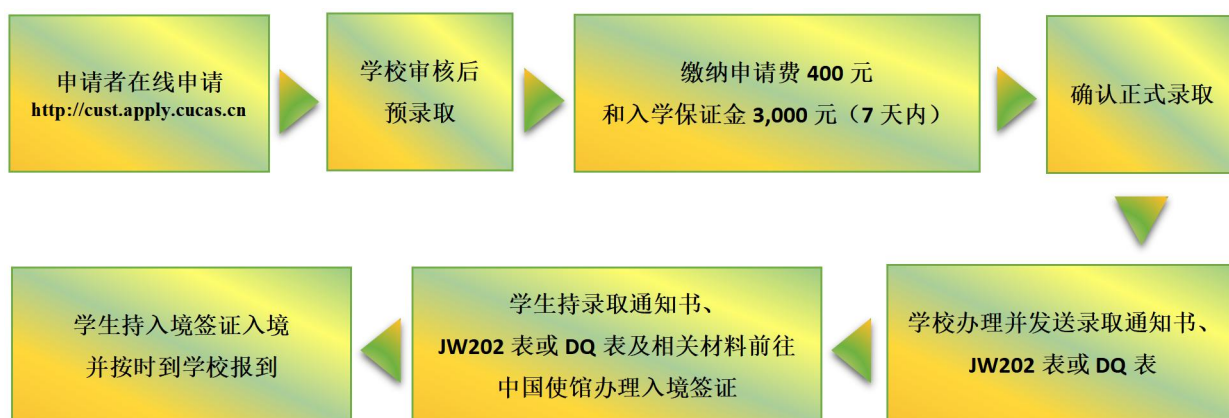 申请者在线申请
http://cust.apply.cucas.cn
学校审核后
预录取
缴纳申请费 400 元
和入学保证金 3,000 元（7 天内）
确认正式录取
学校办理并发送录取通知书、
JW202 表或 DQ 表
学生持录取通知书、
JW202 表或 DQ 表及相关材料前往
中国使馆办理入境签证
学生持入境签证入境
并按时到学校报到